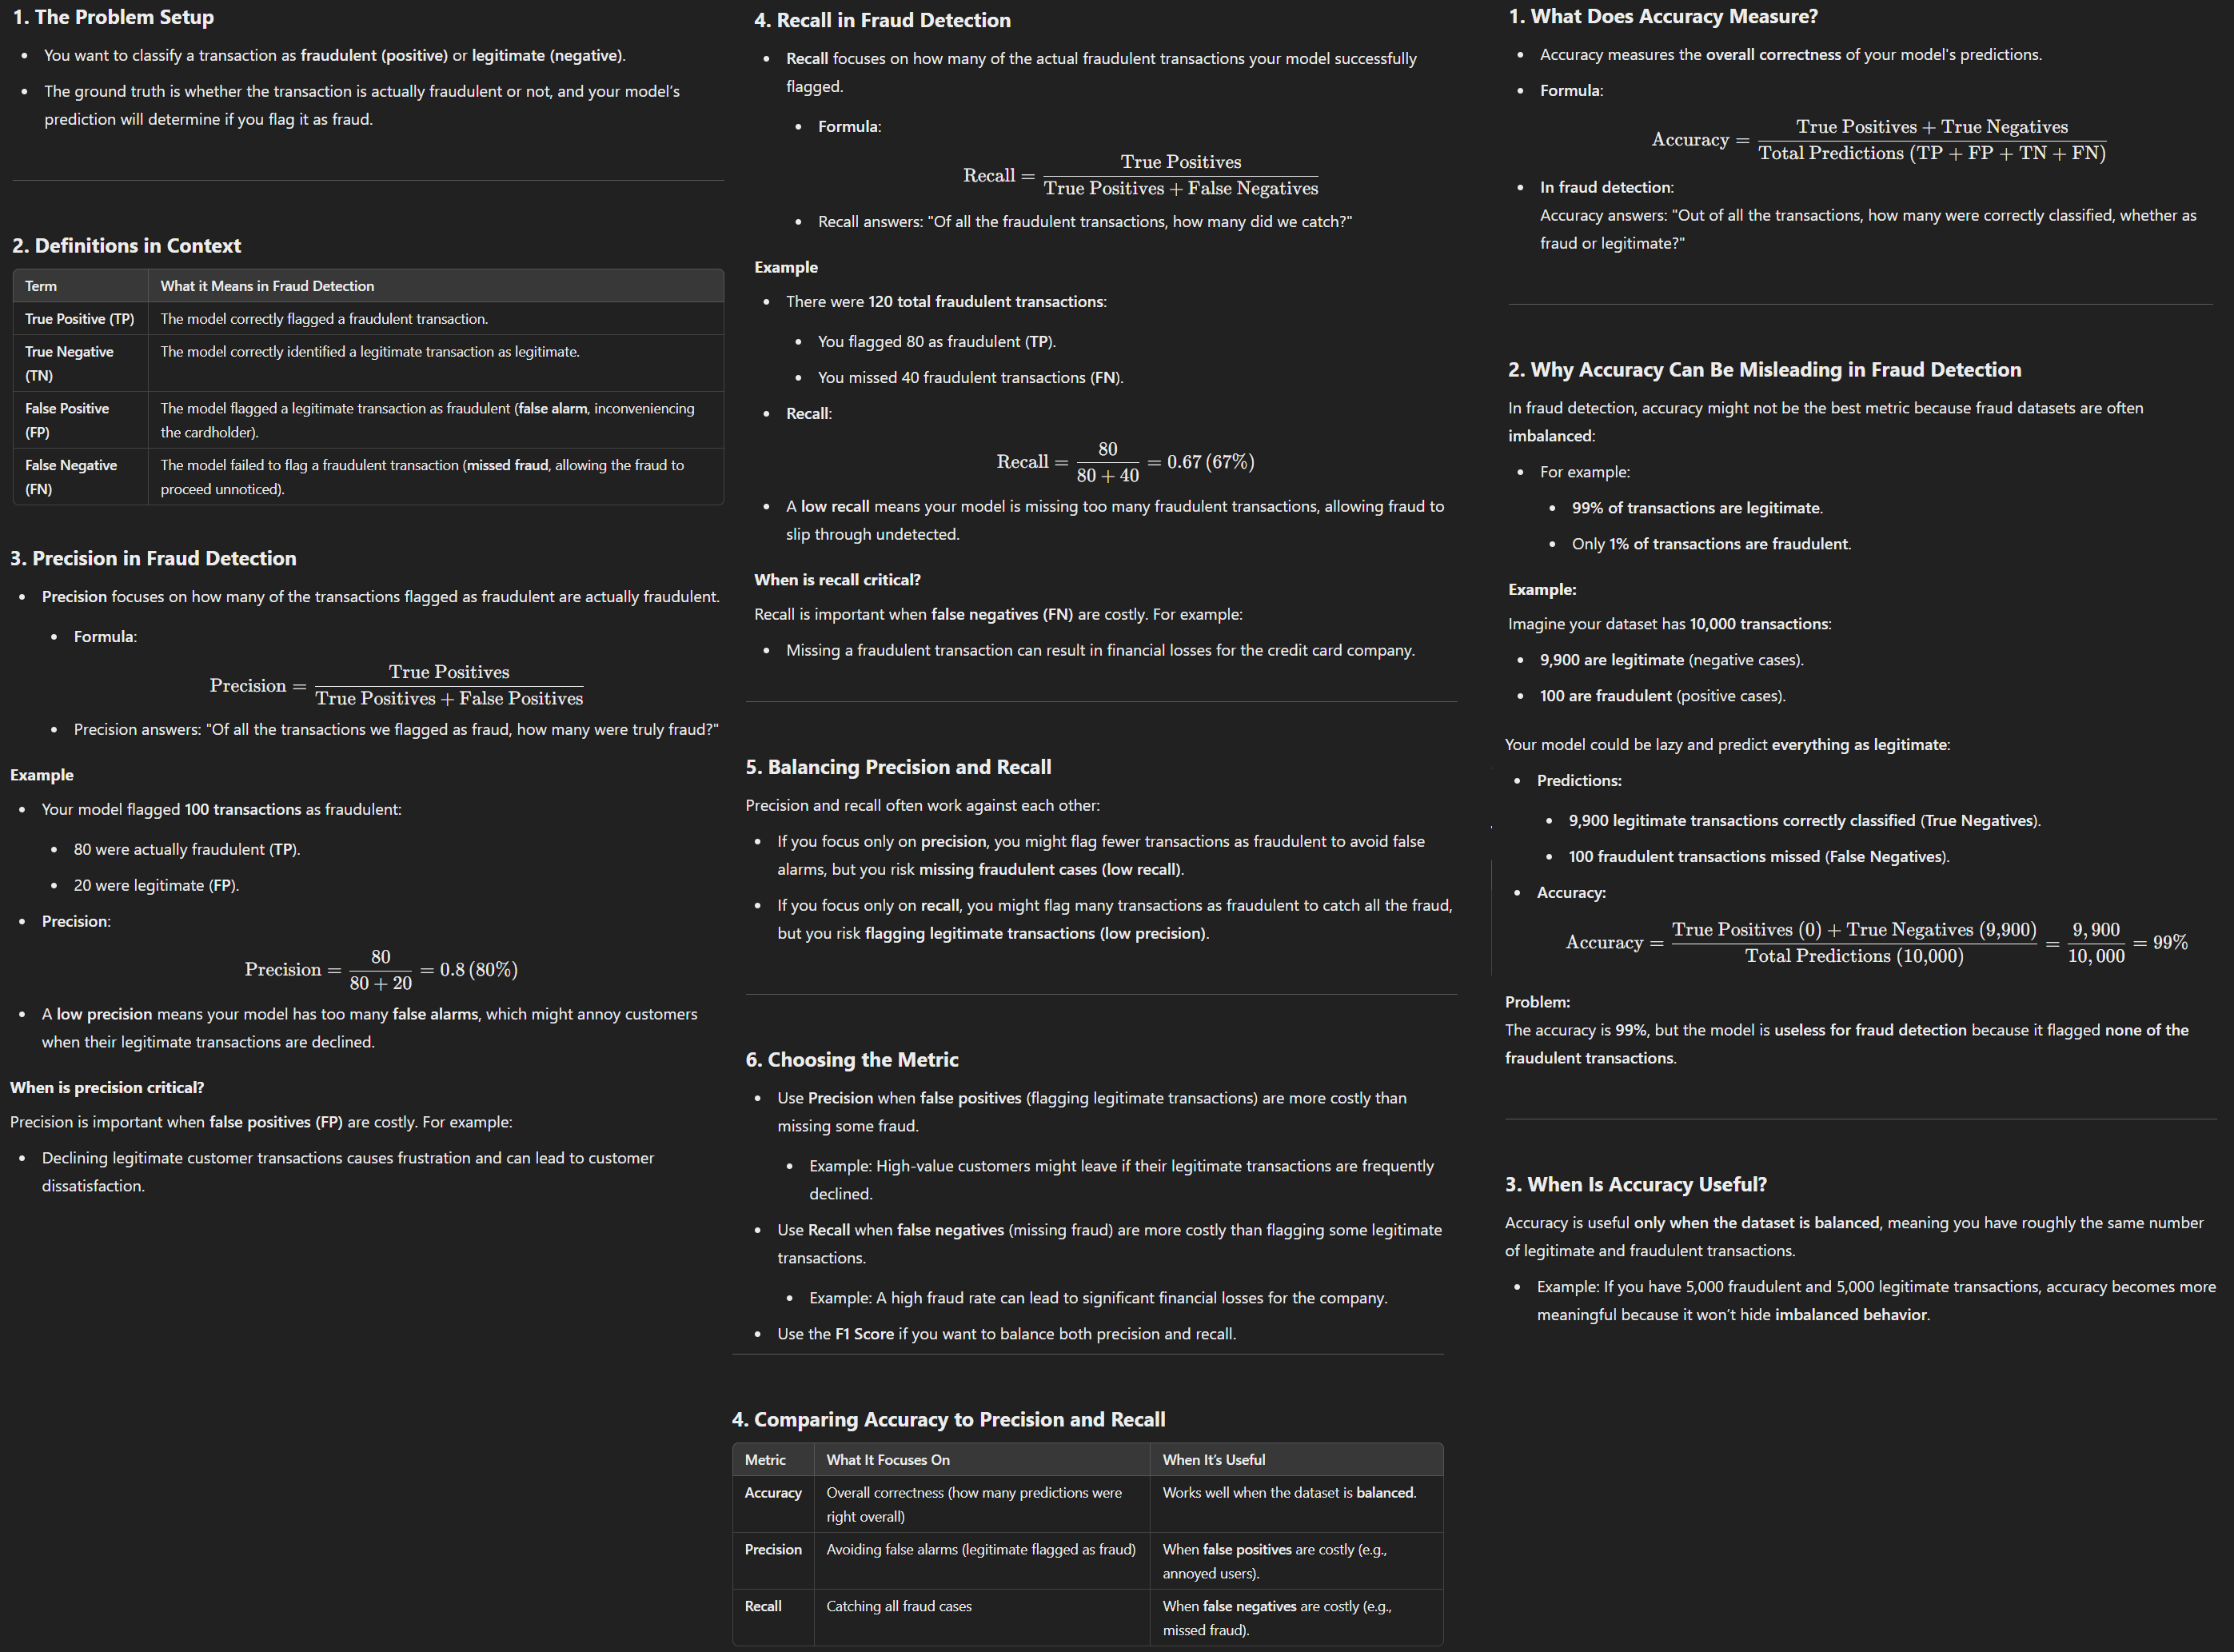 1. The Problem Setup
• You want to classify a transaction as fraudulent (positive) or legitimate (negative).
• The ground truth is whether the transaction is actually fraudulent or not, and your model's
prediction will determine if you flag it as fraud.
2. Definitions in Context
Term What it Means in Fraud Detection
True Positive (TP) The model correctly flagged a fraudulent transaction.
True Negative The model correctly identified a legitimate transaction as legitimate.
(TN)
False Positive The model flagged a legitimate transaction as fraudulent (false alarm, inconveniencing
(FP) the cardholder).
False Negative The model failed to flag a fraudulent transaction (missed fraud, allowing the fraud to
(FN) proceed unnoticed).
3. Precision in Fraud Detection
• Precision focuses on how many of the transactions flagged as fraudulent are actually fraudulent.
• Formula:
Precision = True Positives / True Positives + False Positives
• Precision answers: "Of all the transactions we flagged as fraud, how many were truly fraud?"
Example
• Your model flagged 100 transactions as fraudulent:
• 80 were actually fraudulent (TP).
• 20 were legitimate (FP).
• Precision:
Precision = 80 / 80 + 20 = 0.8 (80%)
• A low precision means your model has too many false alarms, which might annoy customers
when their legitimate transactions are declined.
When is precision critical?
Precision is important when false positives (FP) are costly. For example:
• Declining legitimate customer transactions causes frustration and can lead to customer
dissatisfaction.
4. Recall in Fraud Detection
• Recall focuses on how many of the actual fraudulent transactions your model successfully
flagged.
• Formula:
Recall = True Positives / True Positives + False Negatives
• Recall answers: "Of all the fraudulent transactions, how many did we catch?"
Example
• There were 120 total fraudulent transactions:
• You flagged 80 as fraudulent (TP).
• You missed 40 fraudulent transactions (FN).
• Recall:
Recall = 80 / 80 + 40 = 0.67 (67%)
• A low recall means your model is missing too many fraudulent transactions, allowing fraud to
slip through undetected.
When is recall critical?
Recall is important when false negatives (FN) are costly. For example:
• Missing a fraudulent transaction can result in financial losses for the credit card company.
5. Balancing Precision and Recall
Precision and recall often work against each other:
• If you focus only on precision, you might flag fewer transactions as fraudulent to avoid false
alarms, but you risk missing fraudulent cases (low recall).
• If you focus only on recall, you might flag many transactions as fraudulent to catch all the fraud,
but you risk flagging legitimate transactions (low precision).
6. Choosing the Metric
• Use Precision when false positives (flagging legitimate transactions) are more costly than
missing some fraud.
• Example: High-value customers might leave if their legitimate transactions are frequently
declined.
• Use Recall when false negatives (missing fraud) are more costly than flagging some legitimate
transactions.
• Example: A high fraud rate can lead to significant financial losses for the company.
• Use the F1 Score if you want to balance both precision and recall.
4. Comparing Accuracy to Precision and Recall
Metric What It Focuses On When It's Useful
Accuracy Overall correctness (how many predictions were Works well when the dataset is balanced.
right overall)
Precision Avoiding false alarms (legitimate flagged as fraud) When false positives are costly (e.g.,
annoyed users).
Recall Catching all fraud cases When false negatives are costly (e.g.,
missed fraud).
1. What Does Accuracy Measure?
• Accuracy measures the overall correctness of your model's predictions.
• Formula:
Accuracy = True Positives + True Negatives / Total Predictions (TP + FP + TN + FN)
• In fraud detection:
Accuracy answers: "Out of all the transactions, how many were correctly classified, whether as
fraud or legitimate?"
2. Why Accuracy Can Be Misleading in Fraud Detection
In fraud detection, accuracy might not be the best metric because fraud datasets are often
imbalanced:
• For example:
• 99% of transactions are legitimate.
• Only 1% of transactions are fraudulent.
Example:
Imagine your dataset has 10,000 transactions:
• 9,900 are legitimate (negative cases).
• 100 are fraudulent (positive cases).
Your model could be lazy and predict everything as legitimate:
• Predictions:
• 9,900 legitimate transactions correctly classified (True Negatives).
• 100 fraudulent transactions missed (False Negatives).
• Accuracy:
Accuracy = True Positives (0) + True Negatives (9,900) / Total Predictions (10,000) = 9,900 / 10,000 = 99%
Problem:
The accuracy is 99%, but the model is useless for fraud detection because it flagged none of the
fraudulent transactions.
3. When Is Accuracy Useful?
Accuracy is useful only when the dataset is balanced, meaning you have roughly the same number
of legitimate and fraudulent transactions.
• Example: If you have 5,000 fraudulent and 5,000 legitimate transactions, accuracy becomes more
meaningful because it won't hide imbalanced behavior.